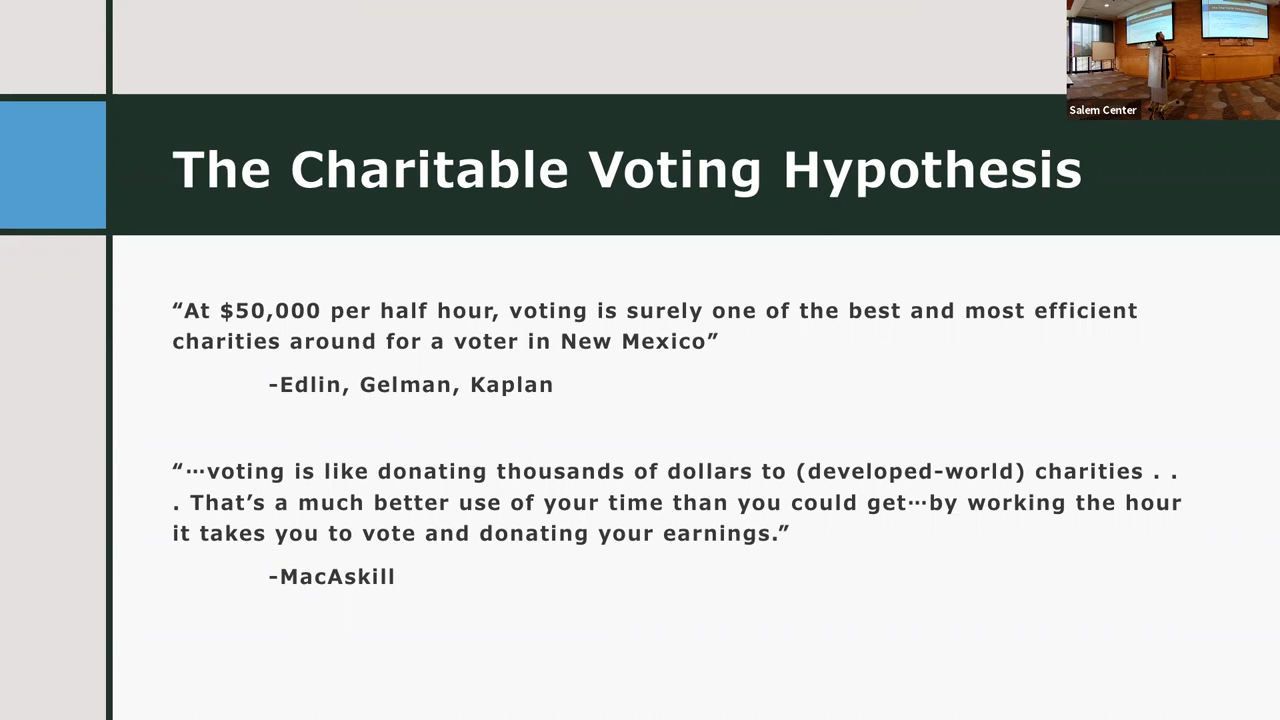 Salem Center
The Charitable Voting Hypothesis
“At $50,000 per half hour, voting is surely one of the best and most efficient
charities around for a voter in New Mexico”
-Edlin, Gelman, Kaplan
“…voting is like donating thousands of dollars to (developed-world) charities . .
. That’s a much better use of your time than you could get…by working the hour
it takes you to vote and donating your earnings.”
-MacAskill